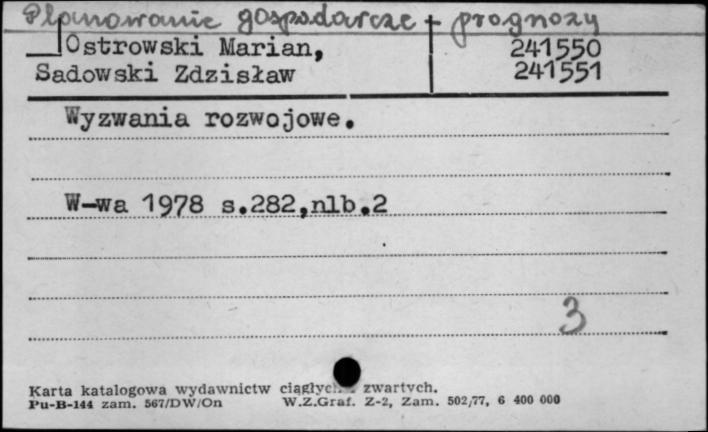 Planowanie gospodarcze + prognozy
Ostrowski Marian, 241550
Sadowski Zdzisław 241551
Wyzwania rozwojowe.
W-wa 1978 s.282,nlb.2
3
Karta katalogowa wydawnictw zwartych.
Pu-B-144 zam. 567/DW/On W.Z.Graf. Z-2, Zam. 502/77, 6 400 000